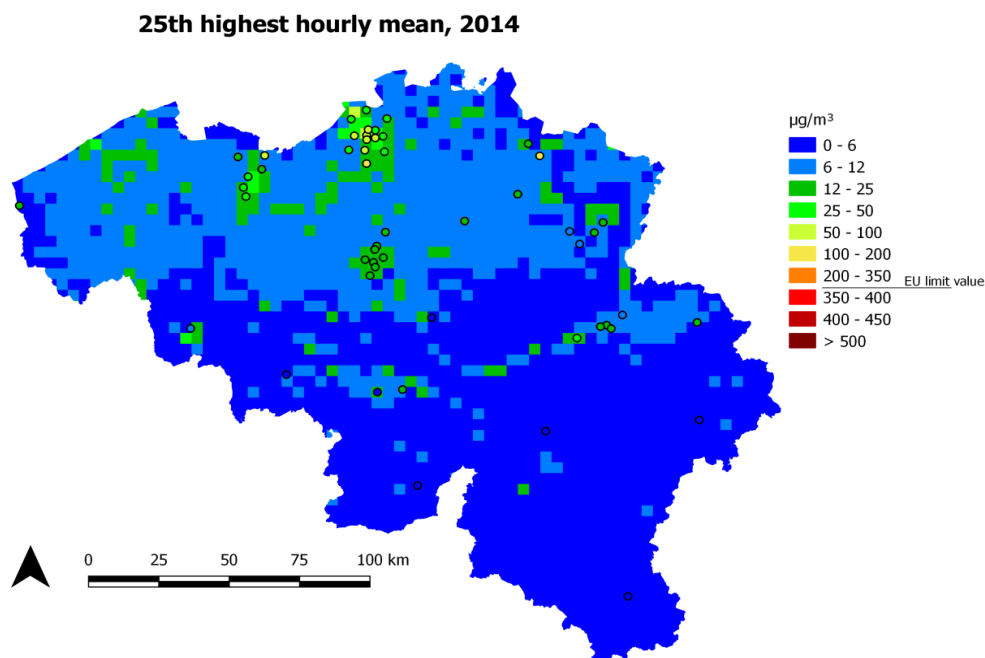 25th highest hourly mean, 2014
µg/m³
0 - 6
6 - 12
12 - 25
25 - 50
50 - 100
100 - 200
200 - 350
EU limit value
350 - 400
400 - 450
> 500
0 25 50 75 100 km